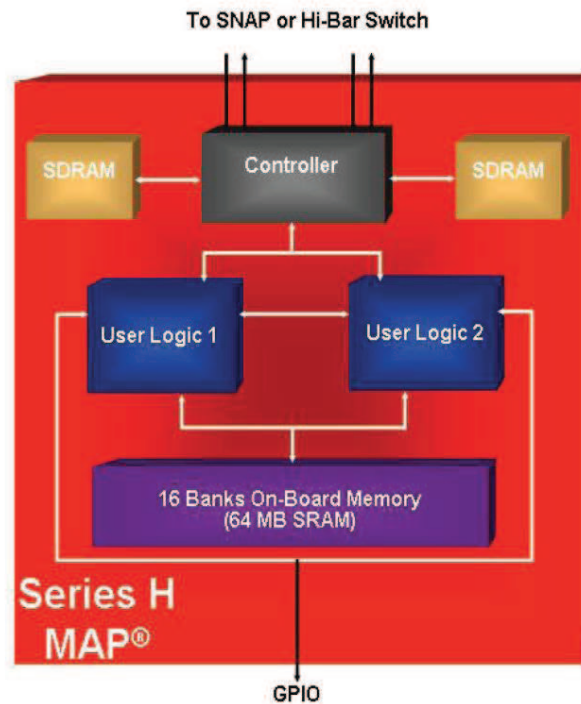 To SNAP or Hi-Bar Switch
SDRAM
Controller
SDRAM
User Logic 1
User Logic 2
16 Banks On-Board Memory
(64 MB SRAM)
Series H
MAP®
GPIO